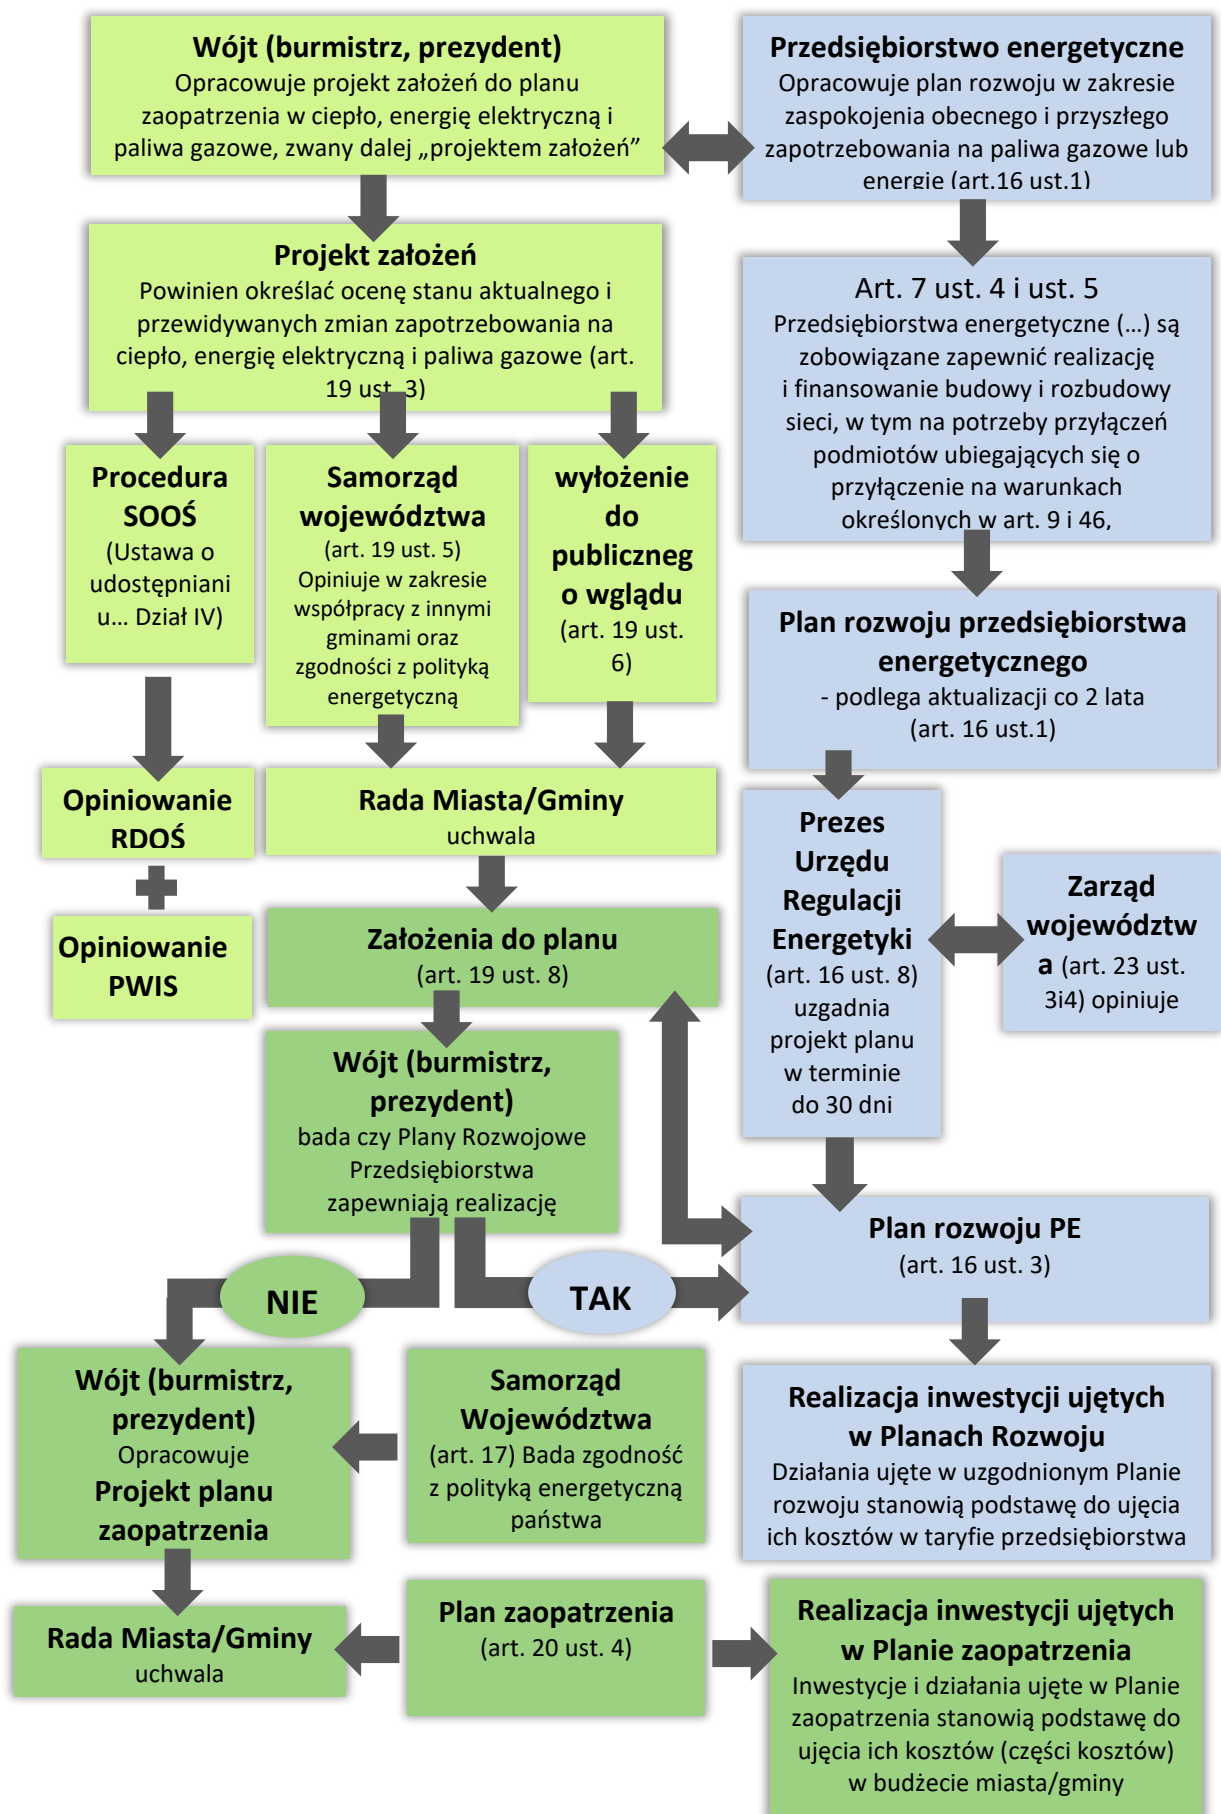 Wójt (burmistrz, prezydent)
Opracowuje projekt założeń do planu
zaopatrzenia w ciepło, energię elektryczną i
paliwa gazowe, zwany dalej „projektem założeń”
Przedsiębiorstwo energetyczne
Opracowuje plan rozwoju w zakresie
zaspokojenia obecnego i przyszłego
zapotrzebowania na paliwa gazowe lub
energie (art.16 ust.1)
Projekt założeń
Powinien określać ocenę stanu aktualnego i
przewidywanych zmian zapotrzebowania na
ciepło, energię elektryczną i paliwa gazowe (art.
19 ust. 3)
Art. 7 ust. 4 i ust. 5
Przedsiębiorstwa energetyczne (...) są
zobowiązane zapewnić realizację
i finansowanie budowy i rozbudowy
sieci, w tym na potrzeby przyłączeń
podmiotów ubiegających się o
przyłączenie na warunkach
określonych w art. 9 i 46,
Procedura
SOOŚ
(Ustawa o
udostępniani
u... Dział IV)
Samorząd
województwa
(art. 19 ust. 5)
Opiniuje w zakresie
współpracy z innymi
gminami oraz
zgodności z polityką
energetyczną
wyłożenie
do
publiczneg
o wglądu
(art. 19 ust.
6)
Plan rozwoju przedsiębiorstwa
energetycznego
- podlega aktualizacji co 2 lata
(art. 16 ust.1)
Opiniowanie
RDOŚ
Rada Miasta/Gminy
uchwala
Prezes
Urzędu
Regulacji
Energetyki
(art. 16 ust. 8)
uzgadnia
projekt planu
w terminie
do 30 dni
Zarząd
województw
a (art. 23 ust.
3i4) opiniuje
Opiniowanie
PWIS
Założenia do planu
(art. 19 ust. 8)
Wójt (burmistrz,
prezydent)
bada czy Plany Rozwojowe
Przedsiębiorstwa
zapewniają realizację
Plan rozwoju PE
(art. 16 ust. 3)
NIE
TAK
Wójt (burmistrz,
prezydent)
Opracowuje
Projekt planu
zaopatrzenia
Samorząd
Województwa
(art. 17) Bada zgodność
z polityką energetyczną
państwa
Realizacja inwestycji ujętych
w Planach Rozwoju
Działania ujęte w uzgodnionym Planie
rozwoju stanowią podstawę do ujęcia
ich kosztów w taryfie przedsiębiorstwa
Rada Miasta/Gminy
uchwala
Plan zaopatrzenia
(art. 20 ust. 4)
Realizacja inwestycji ujętych
w Planie zaopatrzenia
Inwestycje i działania ujęte w Planie
zaopatrzenia stanowią podstawę do
ujęcia ich kosztów (części kosztów)
w budżecie miasta/gminy